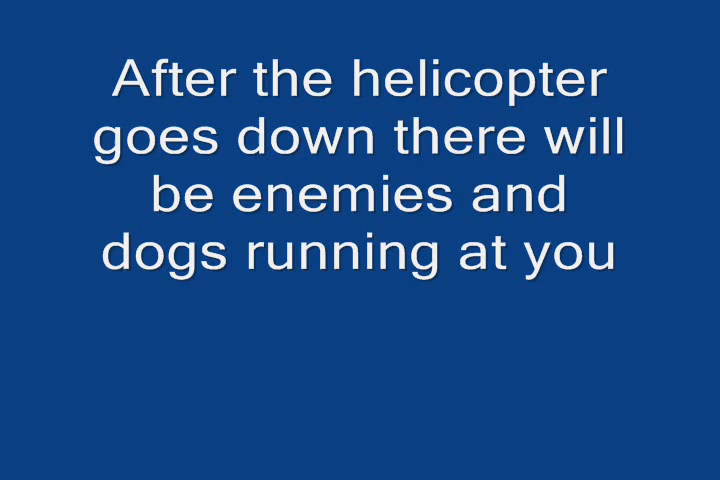 After the helicopter
goes down there will
be enemies and
dogs running at you